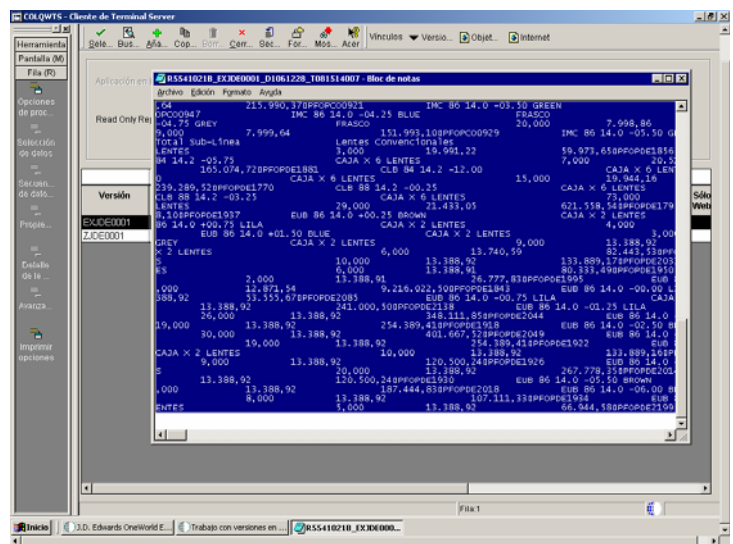 COLQWTS - Cliente de Terminal Server
Sele... Bus... Aña... Cop... Borr... Cerr... Sec... For... Mos... Acer
Vínculos Versio... Objet... Internet
Herramienta
Pantalla (M)
Fila (R)
Opciones
de proc...
Selección
de datos
Secuen...
de dato...
Propie...
Detalle
de la ...
Avanza...
Imprimir
opciones
Aplicación en
Read Only Re
Versión
EXJDE0001
ZJDE0001
Sólo
Web
R5541021B_EXJDE0001_D1061228_T081514007 - Bloc de notas
Archivo Edición Formato Ayuda
,64 215.990,37▯PFOPCO0921 IMC 86 14.0 -03.50 GREEN
OPCO0947 IMC 86 14.0 -04.25 BLUE FRASCO
-04.75 GREY FRASCO 20,000 7.998,86
9,000 7.999,64 151.993,10▯PFOPCO0929 IMC 86 14.0 -05.50 G
Total Sub-Línea Lentes Convencionales
LENTES 3,000 19.991,22 59.973,65▯PFOPDE1856
84 14.2 -05.75 CAJA X 6 LENTES 7,000 20.5
165.074,72▯PFOPDE1881 CLB 84 14.2 -12.00 CAJA X 6 LEN
0 CAJA X 6 LENTES 15,000 19.944,16
239.289,52▯PFOPDE1770 CLB 88 14.2 -00.25 CAJA X 6 LENTES
CLB 88 14.2 -03.25 CAJA X 6 LENTES 73,000
LENTES 29,000 21.433,05 621.558,54▯PFOPDE179
8,10▯PFOPDE1937 EUB 86 14.0 +00.25 BROWN CAJA X 2 LENTES
86 14.0 +00.75 LILA CAJA X 2 LENTES 4,000
EUB 86 14.0 +01.50 BLUE CAJA X 2 LENTES 3,00
GREY CAJA X 2 LENTES 9,000 13.388,92
X 2 LENTES 6,000 13.740,59 82.443,53▯PFO
S 10,000 13.388,92 133.889,17▯PFOPDE203
ES 6,000 13.388,91 80.333,49▯PFOPDE1950
2,000 13.388,91 26.777,83▯PFOPDE1995 EUB
,000 12.871,54 9.216.022,50▯PFOPDE1843 EUB 86 14.0 -00.00 L
388,92 53.555,67▯PFOPDE2085 EUB 86 14.0 -00.75 LILA CAJA
13.388,92 241.000,50▯PFOPDE2138 EUB 86 14.0 -01.25 LILA
26,000 13.388,92 348.111,85▯PFOPDE2044 EUB 86 14.0
19,000 13.388,92 254.389,41▯PFOPDE1918 EUB 86 14.0 -02.50 B
30,000 13.388,92 401.667,52▯PFOPDE2049 EUB 86 14.0
19,000 13.388,92 254.389,41▯PFOPDE1922 EUB
CAJA X 2 LENTES 10,000 13.388,92 133.889,16▯P
9,000 13.388,92 120.500,24▯PFOPDE1926 EUB 86 14.0
S 20,000 13.388,92 267.778,35▯PFOPDE201
13.388,92 120.500,24▯PFOPDE1930 EUB 86 14.0 -05.50 BROWN
,000 13.388,92 187.444,83▯PFOPDE2018 EUB 86 14.0 -06.00 B
8,000 13.388,92 107.111,33▯PFOPDE1934 EUB 8
ENTES 5,000 13.388,92 66.944,58▯PFOPDE2199
Fila:1
Inicio J.D. Edwards OneWorld E... Trabajo con versiones en ... R5541021B_EXJDE000...